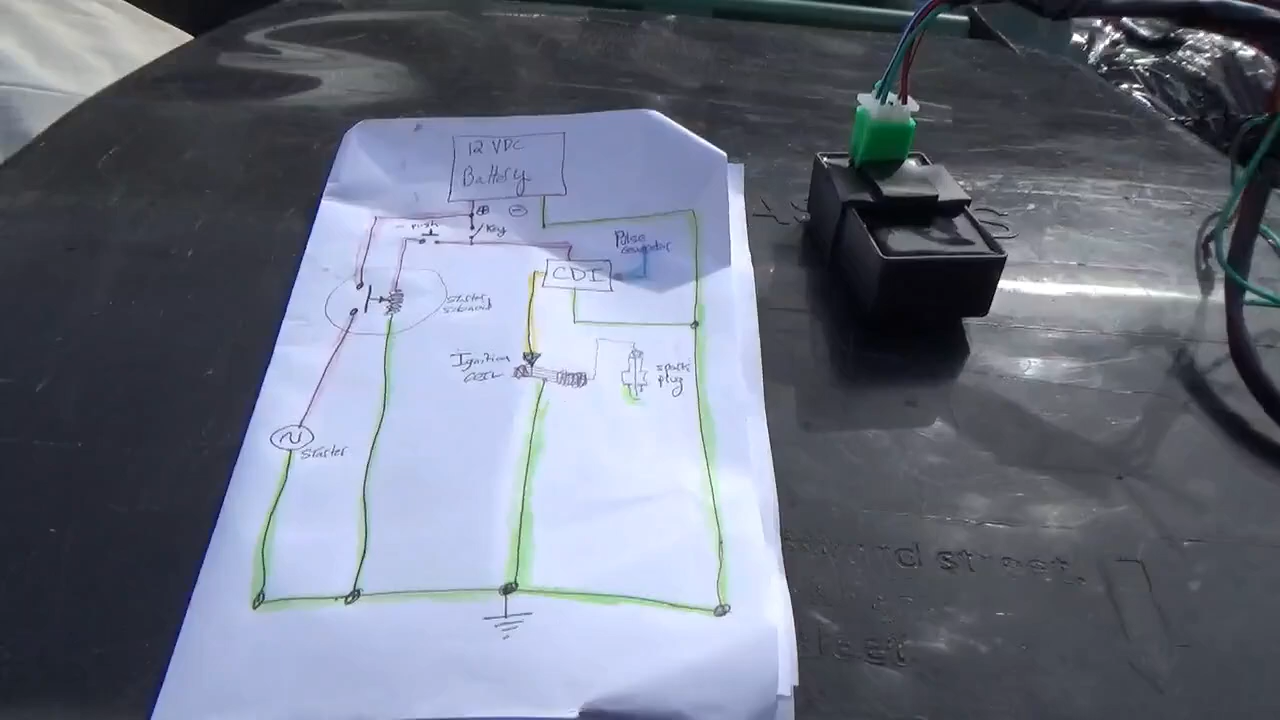 12 VDC
Battery
⊕ ⊖
push
Key
Pulse
Generator
CDI
Starter
Solenoid
Ignition
COIL
spark
plug
Starter
street